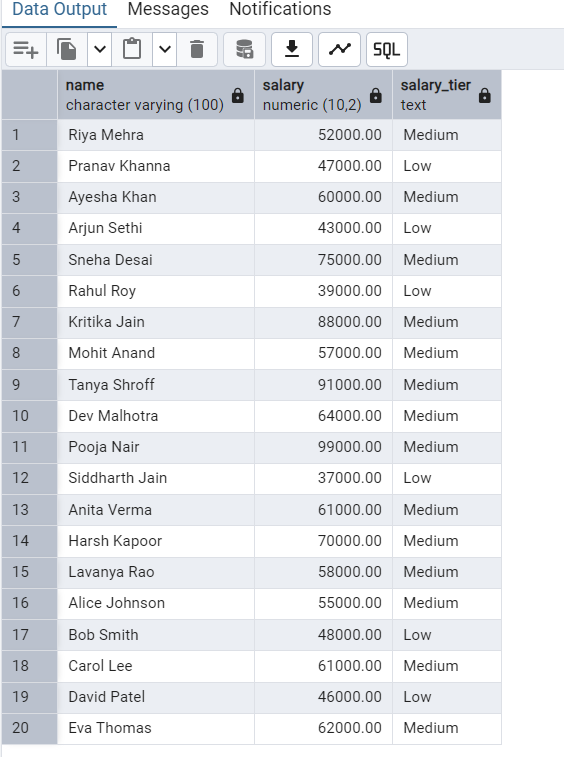 Data Output Messages Notifications
SQL
name salary salary_tier
character varying (100) numeric (10,2) text
1 Riya Mehra 52000.00 Medium
2 Pranav Khanna 47000.00 Low
3 Ayesha Khan 60000.00 Medium
4 Arjun Sethi 43000.00 Low
5 Sneha Desai 75000.00 Medium
6 Rahul Roy 39000.00 Low
7 Kritika Jain 88000.00 Medium
8 Mohit Anand 57000.00 Medium
9 Tanya Shroff 91000.00 Medium
10 Dev Malhotra 64000.00 Medium
11 Pooja Nair 99000.00 Medium
12 Siddharth Jain 37000.00 Low
13 Anita Verma 61000.00 Medium
14 Harsh Kapoor 70000.00 Medium
15 Lavanya Rao 58000.00 Medium
16 Alice Johnson 55000.00 Medium
17 Bob Smith 48000.00 Low
18 Carol Lee 61000.00 Medium
19 David Patel 46000.00 Low
20 Eva Thomas 62000.00 Medium